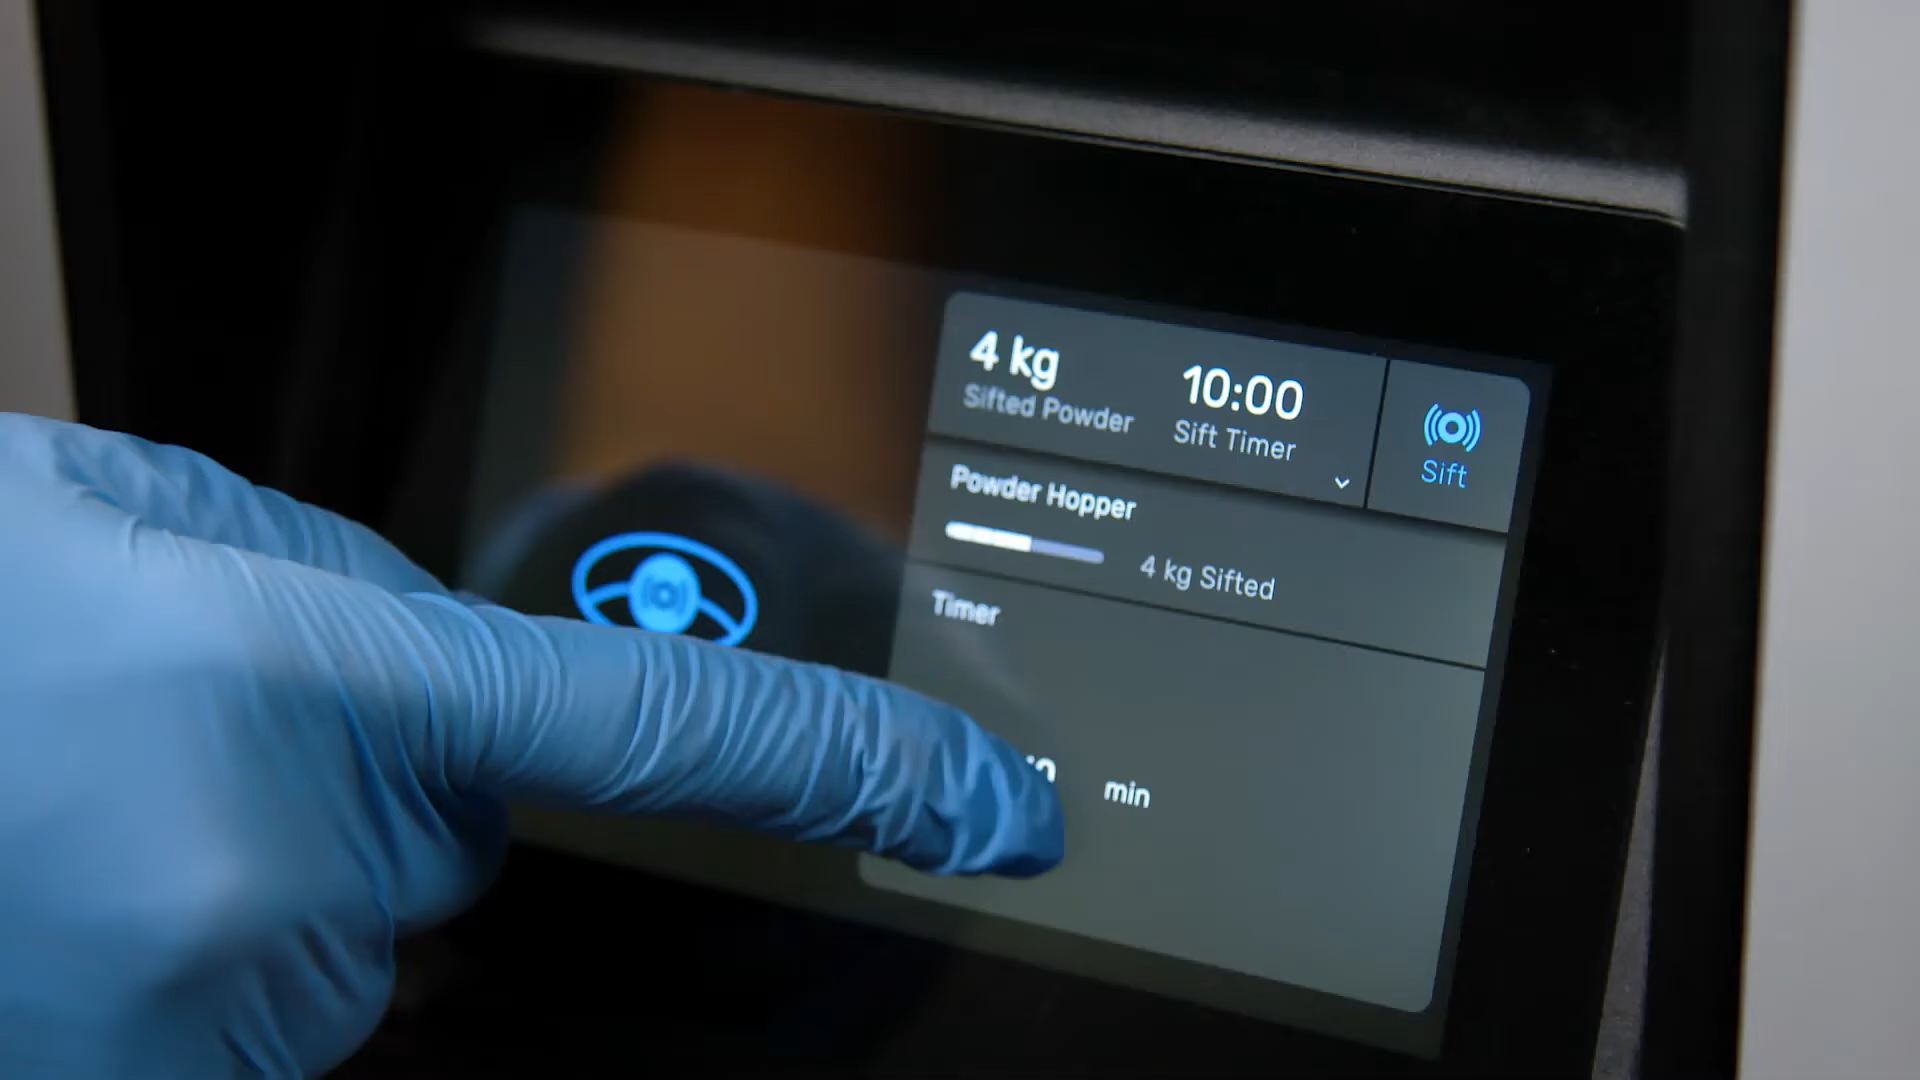 4 kg
Sifted Powder
10:00
Sift Timer
Sift
Powder Hopper
4 kg Sifted
Timer
min